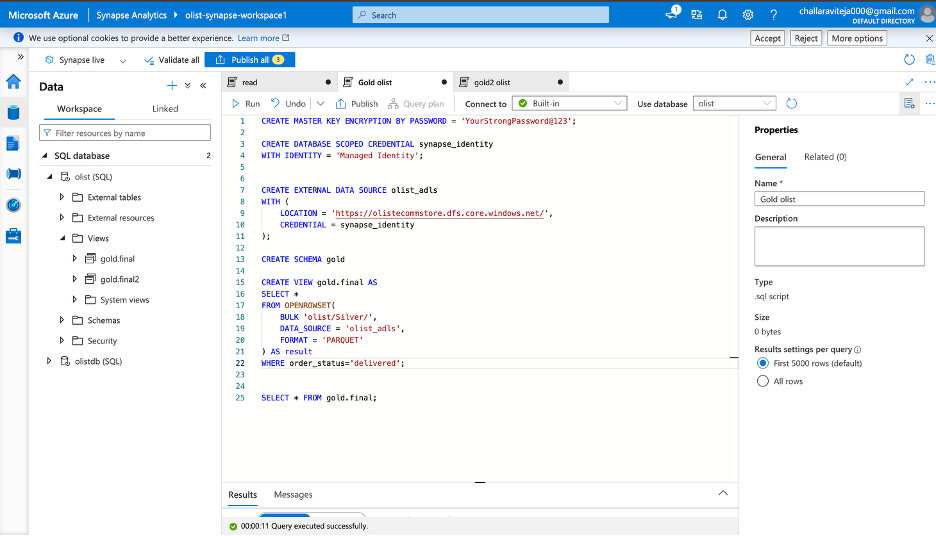 Microsoft Azure Synapse Analytics olist-synapse-workspace1 Search 1 ? challaraviteja000@gmail.com
DEFAULT DIRECTORY
We use optional cookies to provide a better experience. Learn more Accept Reject More options
Synapse live Validate all Publish all 3
Data
Workspace Linked
Filter resources by name
SQL database 2
olist (SQL)
External tables
External resources
Views
gold.final
gold.final2
System views
Schemas
Security
olistdb (SQL)
read Gold olist gold2 olist
Run Undo Publish Query plan Connect to Built-in Use database olist
1 CREATE MASTER KEY ENCRYPTION BY PASSWORD = 'YourStrongPassword@123';
2
3 CREATE DATABASE SCOPED CREDENTIAL synapse_identity
4 WITH IDENTITY = 'Managed Identity';
5
6
7 CREATE EXTERNAL DATA SOURCE olist_adls
8 WITH (
9 LOCATION = 'https://olistecommstore.dfs.core.windows.net/',
10 CREDENTIAL = synapse_identity
11 );
12
13 CREATE SCHEMA gold
14
15 CREATE VIEW gold.final AS
16 SELECT *
17 FROM OPENROWSET(
18 BULK 'olist/Silver/',
19 DATA_SOURCE = 'olist_adls',
20 FORMAT = 'PARQUET'
21 ) AS result
22 WHERE order_status='delivered';
23
24
25 SELECT * FROM gold.final;
Results Messages
00:00:11 Query executed successfully.
Properties
General Related (0)
Name *
Gold olist
Description
Type
.sql script
Size
0 bytes
Results settings per query
First 5000 rows (default)
All rows